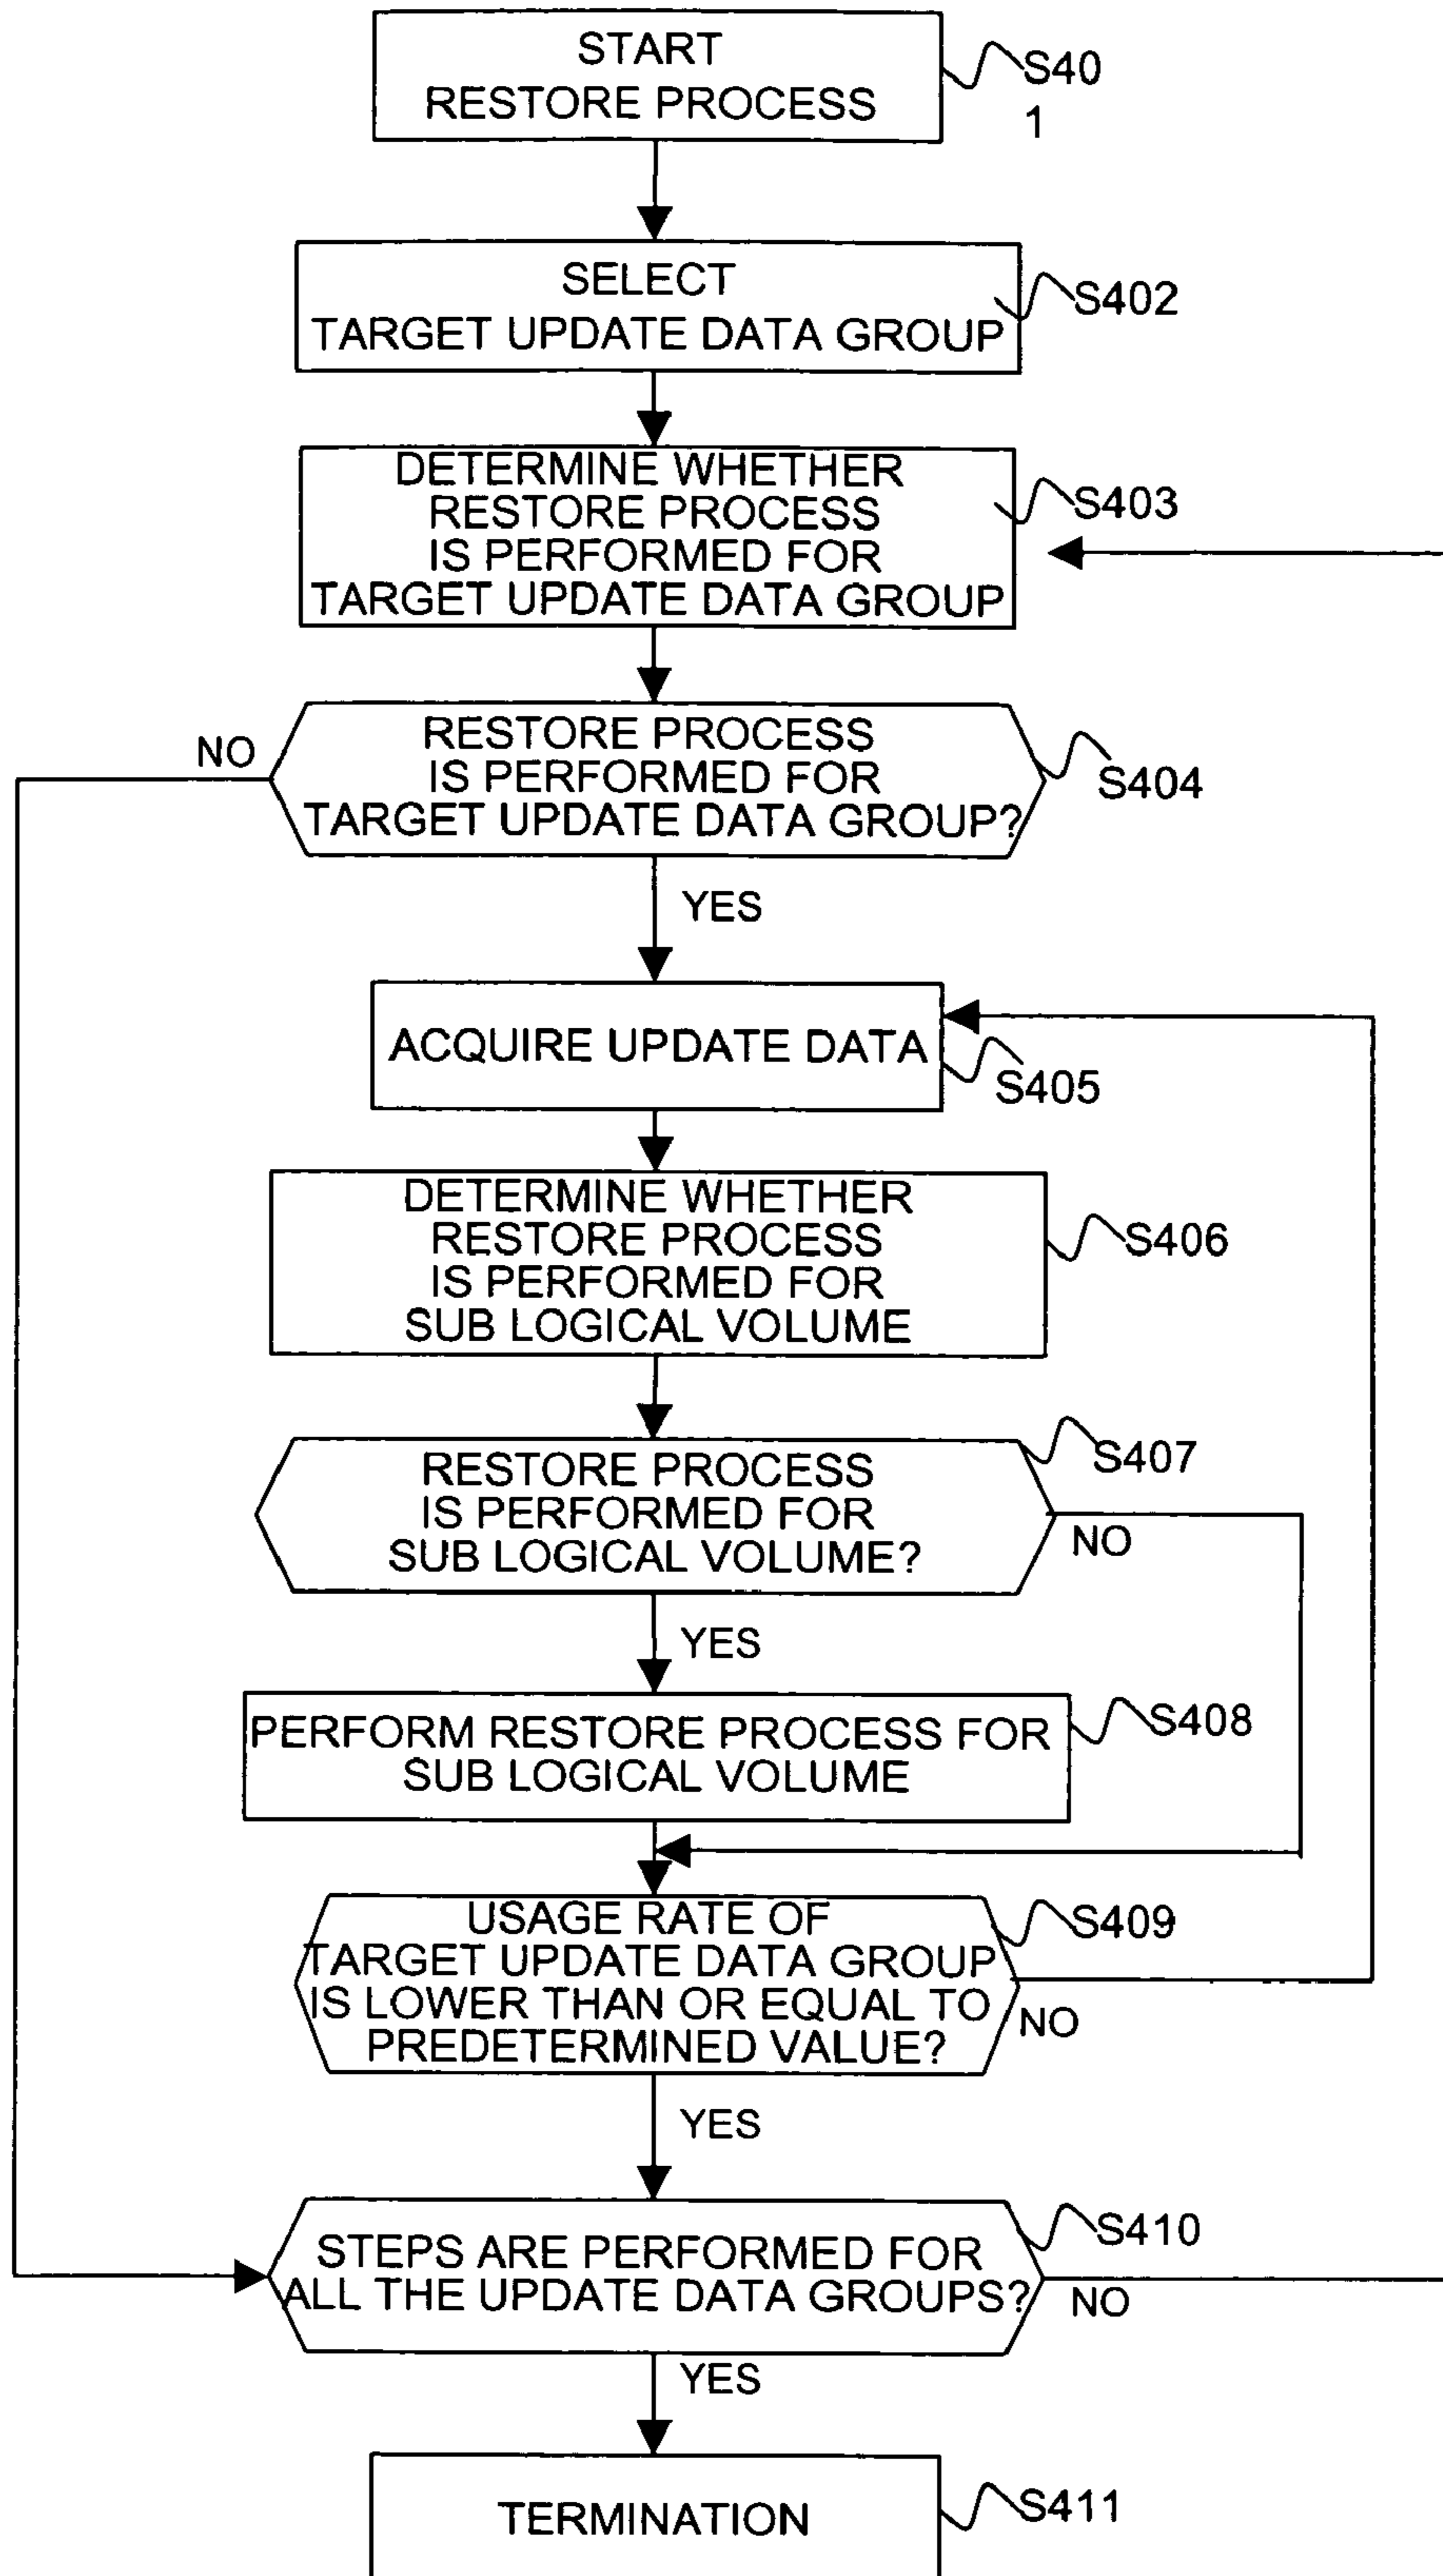 START
RESTORE PROCESS
S40
1
SELECT
TARGET UPDATE DATA GROUP
S402
DETERMINE WHETHER
RESTORE PROCESS
IS PERFORMED FOR
TARGET UPDATE DATA GROUP
S403
NO
RESTORE PROCESS
IS PERFORMED FOR
TARGET UPDATE DATA GROUP?
S404
YES
ACQUIRE UPDATE DATA
S405
DETERMINE WHETHER
RESTORE PROCESS
IS PERFORMED FOR
SUB LOGICAL VOLUME
S406
RESTORE PROCESS
IS PERFORMED FOR
SUB LOGICAL VOLUME?
S407
NO
YES
PERFORM RESTORE PROCESS FOR
SUB LOGICAL VOLUME
S408
USAGE RATE OF
TARGET UPDATE DATA GROUP
IS LOWER THAN OR EQUAL TO
PREDETERMINED VALUE?
S409
NO
YES
STEPS ARE PERFORMED FOR
ALL THE UPDATE DATA GROUPS?
S410
NO
YES
TERMINATION
S411